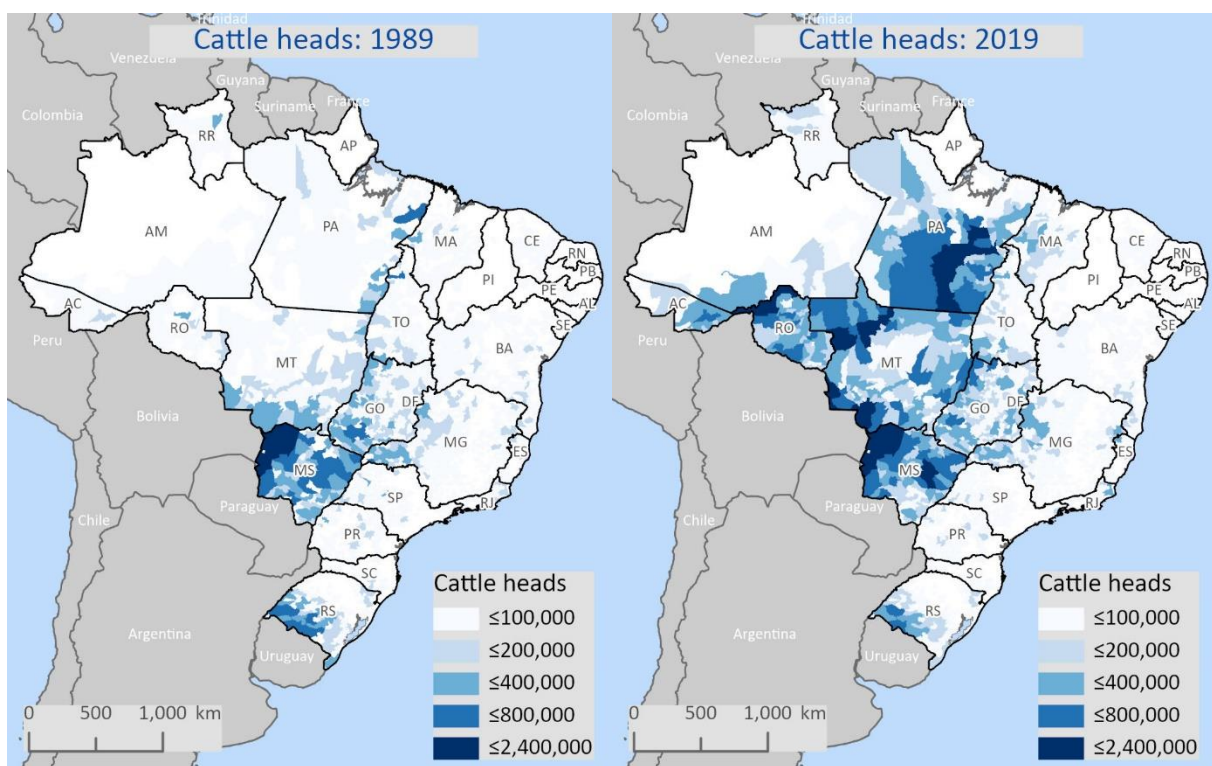 Cattle heads: 1989
Trinidad
Venezuela
Guyana
Colombia
Suriname
France
RR
AP
AM
PA
MA
CE
RN
PB
PI
PE
AL
AC
SE
RO
TO
Peru
BA
MT
Bolivia
GO
DF
MG
MS
ES
SP
Paraguay
RJ
Chile
PR
SC
Cattle heads
RS
≤100,000
Argentina
≤200,000
Uruguay
≤400,000
0 500 1,000 km
≤800,000
≤2,400,000
Cattle heads: 2019
Trinidad
Venezuela
Guyana
Colombia
Suriname
France
RR
AP
AM
PA
MA
CE
RN
PB
PI
PE
AL
AC
SE
RO
TO
Peru
BA
MT
Bolivia
GO
DF
MG
MS
ES
SP
Paraguay
RJ
Chile
PR
SC
Cattle heads
RS
≤100,000
Argentina
≤200,000
Uruguay
≤400,000
0 500 1,000 km
≤800,000
≤2,400,000